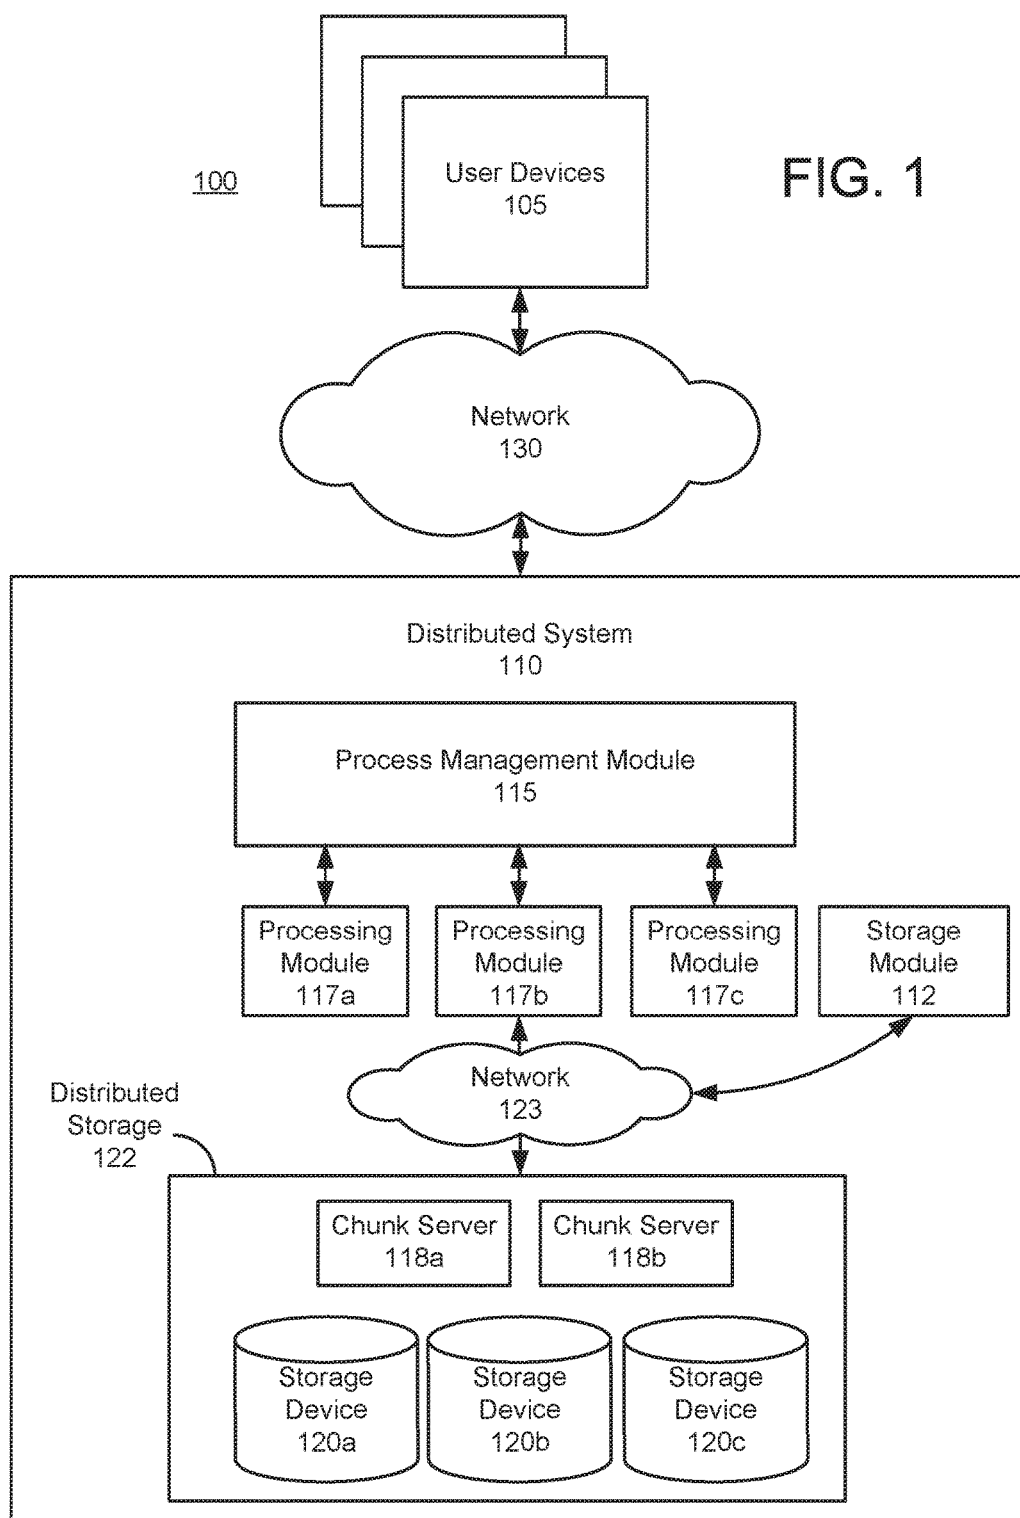 100
User Devices
105
FIG. 1
Network
130
Distributed System
110
Process Management Module
115
Processing
Module
117a
Processing
Module
117b
Processing
Module
117c
Storage
Module
112
Network
123
Distributed
Storage
122
Chunk Server
118a
Chunk Server
118b
Storage
Device
120a
Storage
Device
120b
Storage
Device
120c